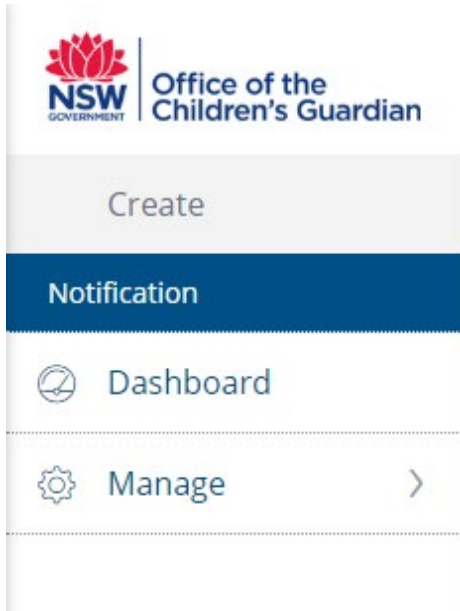 NSW
GOVERNMENT
Office of the
Children's Guardian
Create
Notification
Dashboard
Manage